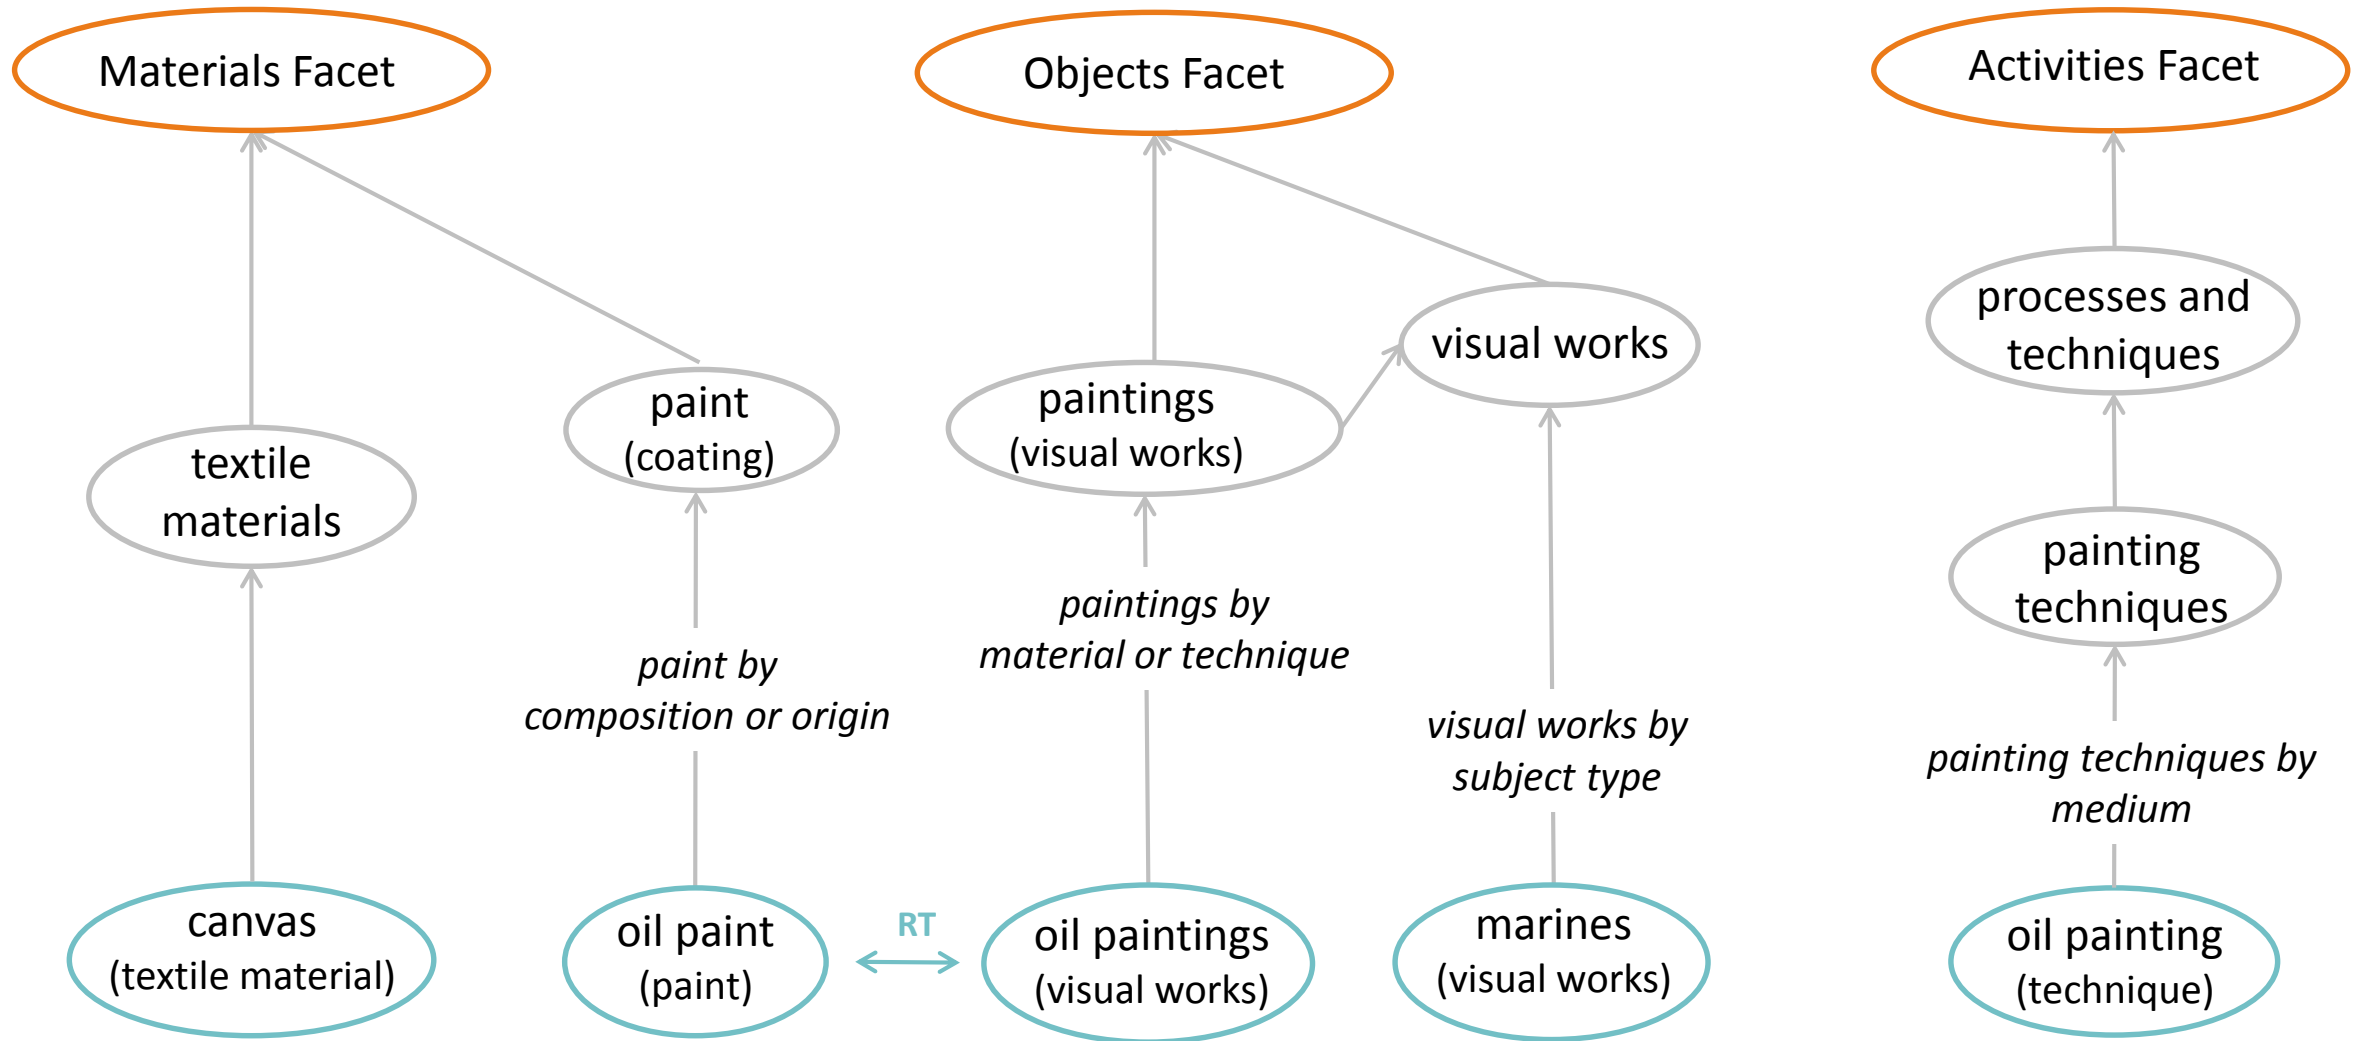 Materials Facet
Objects Facet
Activities Facet
processes and
techniques
visual works
paint
(coating)
paintings
(visual works)
textile
materials
painting
techniques
paintings by
material or technique
paint by
composition or origin
visual works by
subject type
painting techniques by
medium
canvas
(textile material)
oil paint
(paint)
RT
oil paintings
(visual works)
marines
(visual works)
oil painting
(technique)